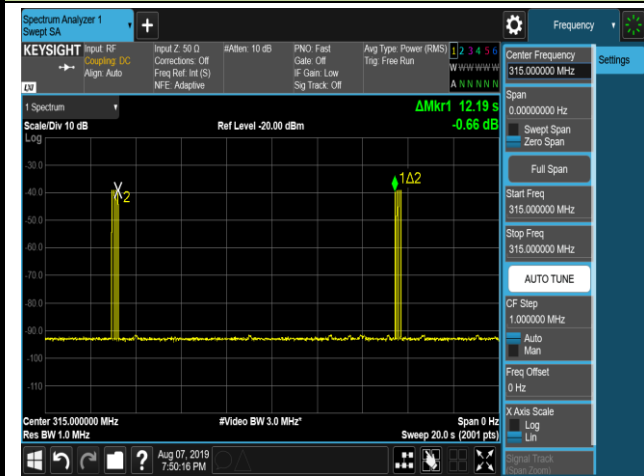 Spectrum Analyzer 1
Swept SA
Frequency
KEYSIGHT
Input: RF
Coupling: DC
Align: Auto
Input Z: 50 Ω
Corrections: Off
Freq Ref: Int (S)
NFE: Adaptive
#Atten: 10 dB
PNO: Fast
Gate: Off
IF Gain: Low
Sig Track: Off
Avg Type: Power (RMS)
Trig: Free Run
1 2 3 4 5 6
W W W W W W
A N N N N N
LXI
1 Spectrum
ΔMkr1 12.19 s
-0.66 dB
Scale/Div 10 dB
Ref Level -20.00 dBm
Log
-30.0
-40.0
-50.0
-60.0
-70.0
-80.0
-90.0
-100
-110
X2
1Δ2
Center 315.000000 MHz
#Video BW 3.0 MHz*
Span 0 Hz
Res BW 1.0 MHz
Sweep 20.0 s (2001 pts)
Aug 07, 2019
7:50:16 PM
Center Frequency
315.000000 MHz
Settings
Span
0.00000000 Hz
Swept Span
Zero Span
Full Span
Start Freq
315.000000 MHz
Stop Freq
315.000000 MHz
AUTO TUNE
CF Step
1.000000 MHz
Auto
Man
Freq Offset
0 Hz
X Axis Scale
Log
Lin
Signal Track
(Span Zoom)